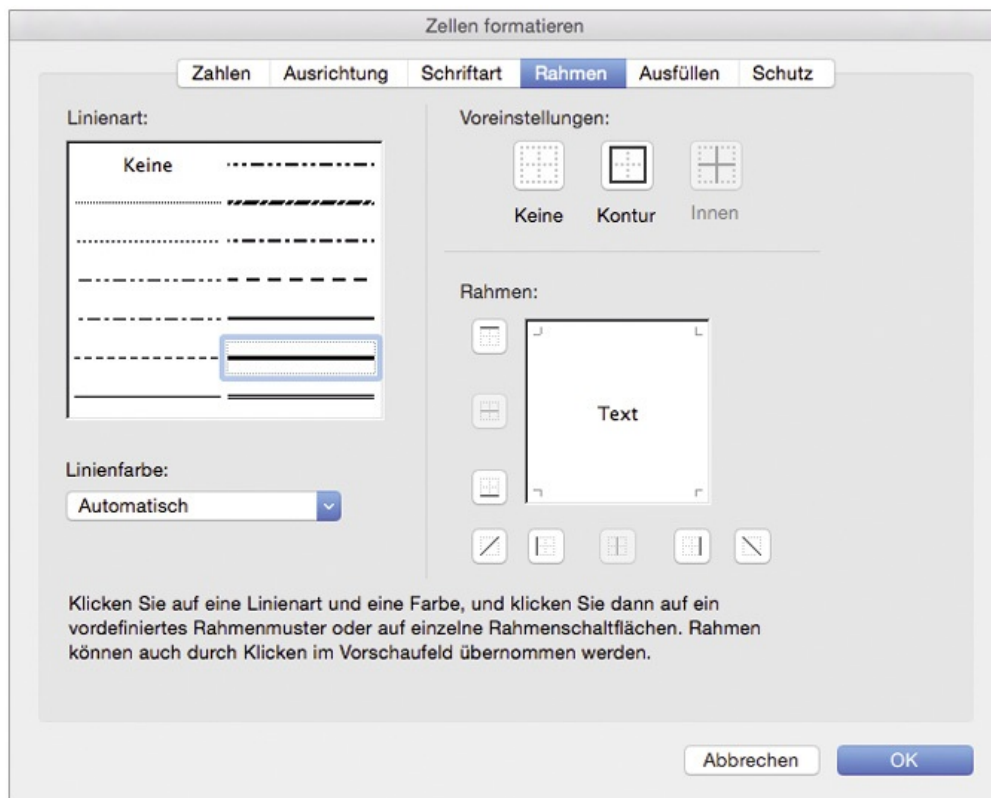 Zellen formatieren
Zahlen Ausrichtung Schriftart Rahmen Ausfüllen Schutz
Linienart:
Keine
Linienfarbe:
Automatisch
Voreinstellungen:
Keine Kontur Innen
Rahmen:
Text
Klicken Sie auf eine Linienart und eine Farbe, und klicken Sie dann auf ein
vordefiniertes Rahmenmuster oder auf einzelne Rahmenschaltflächen. Rahmen
können auch durch Klicken im Vorschaufeld übernommen werden.
Abbrechen OK